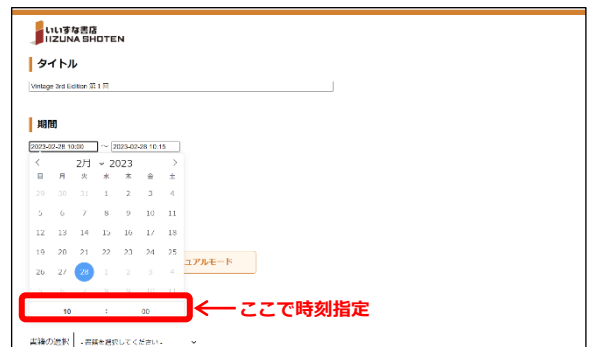 いいずな書店
IIZUNA SHOTEN
タイトル
Vintage 3rd Edition 第1回
期間
2023-02-28 10:00 ～ 2023-02-28 10:15
2月 2023
日 月 火 水 木 金 土
29 30 31 1 2 3 4
5 6 7 8 9 10 11
12 13 14 15 16 17 18
19 20 21 22 23 24 25
ュアルモード
26 27 28 1 2 3 4
5 6 7 8 9 10 11
10 : 00
ここで時刻指定
書籍の選択 - 書籍を選択してください -